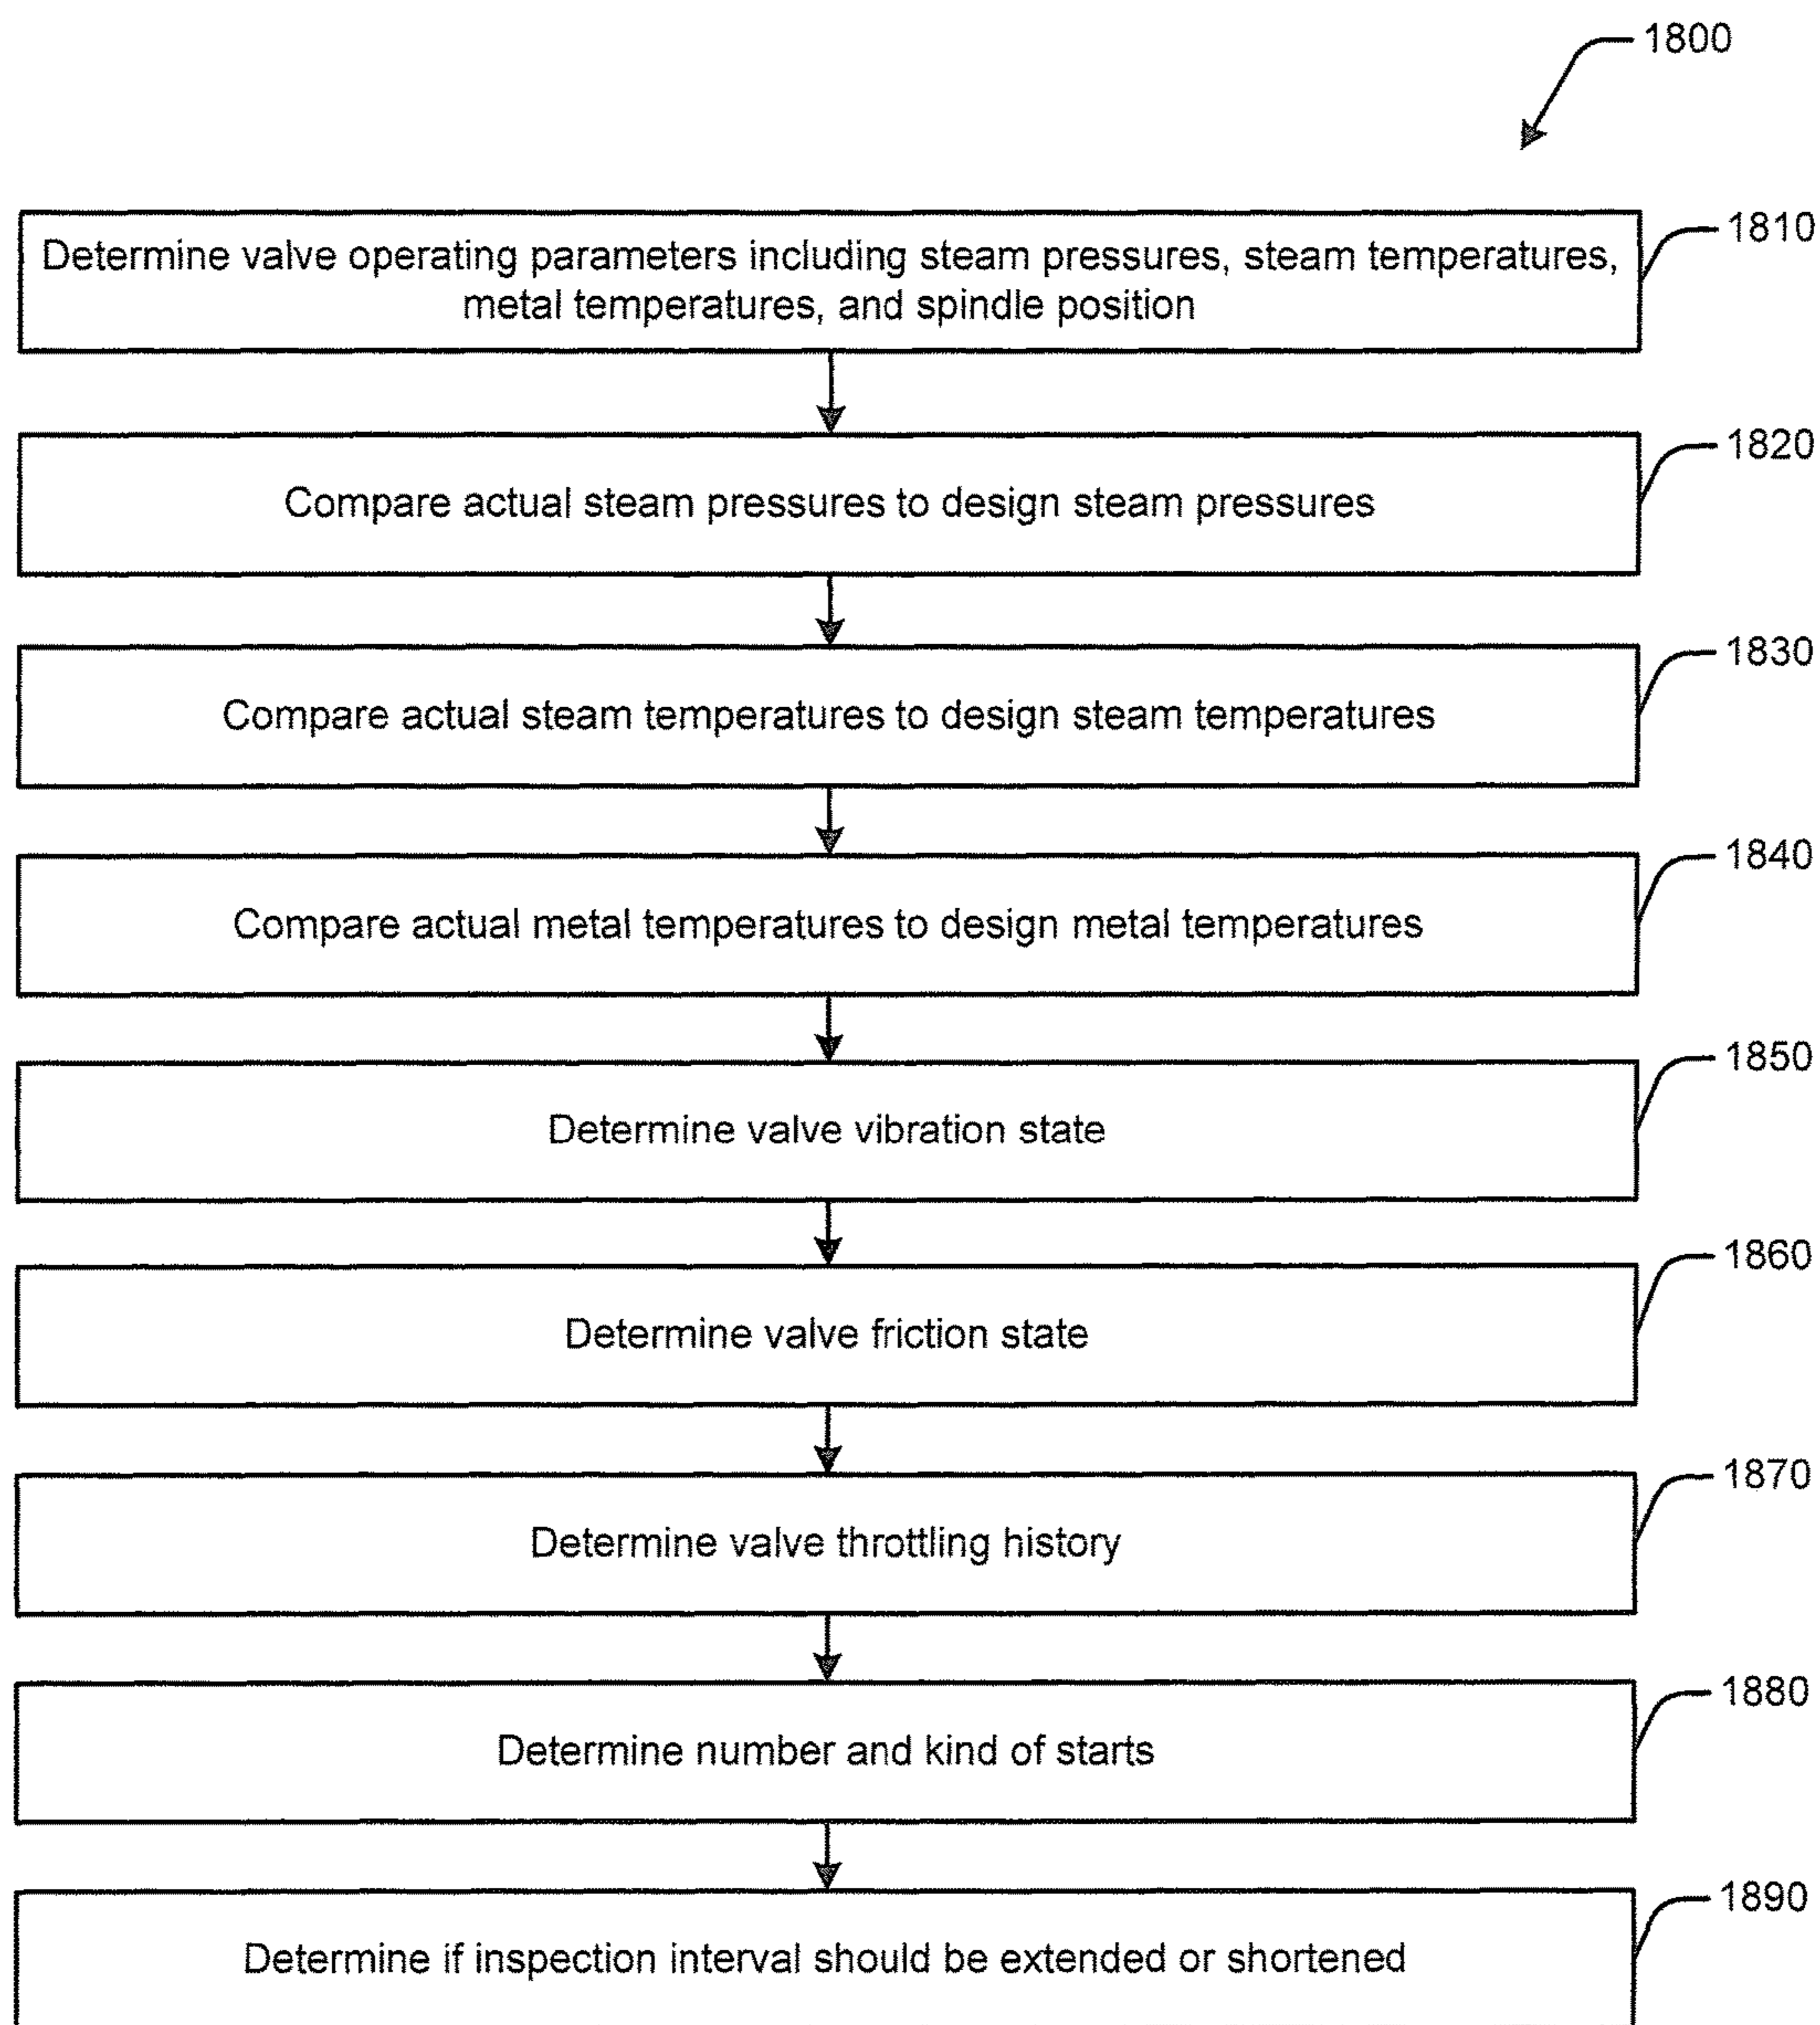 1800
Determine valve operating parameters including steam pressures, steam temperatures,
metal temperatures, and spindle position
1810
Compare actual steam pressures to design steam pressures
1820
Compare actual steam temperatures to design steam temperatures
1830
Compare actual metal temperatures to design metal temperatures
1840
Determine valve vibration state
1850
Determine valve friction state
1860
Determine valve throttling history
1870
Determine number and kind of starts
1880
Determine if inspection interval should be extended or shortened
1890